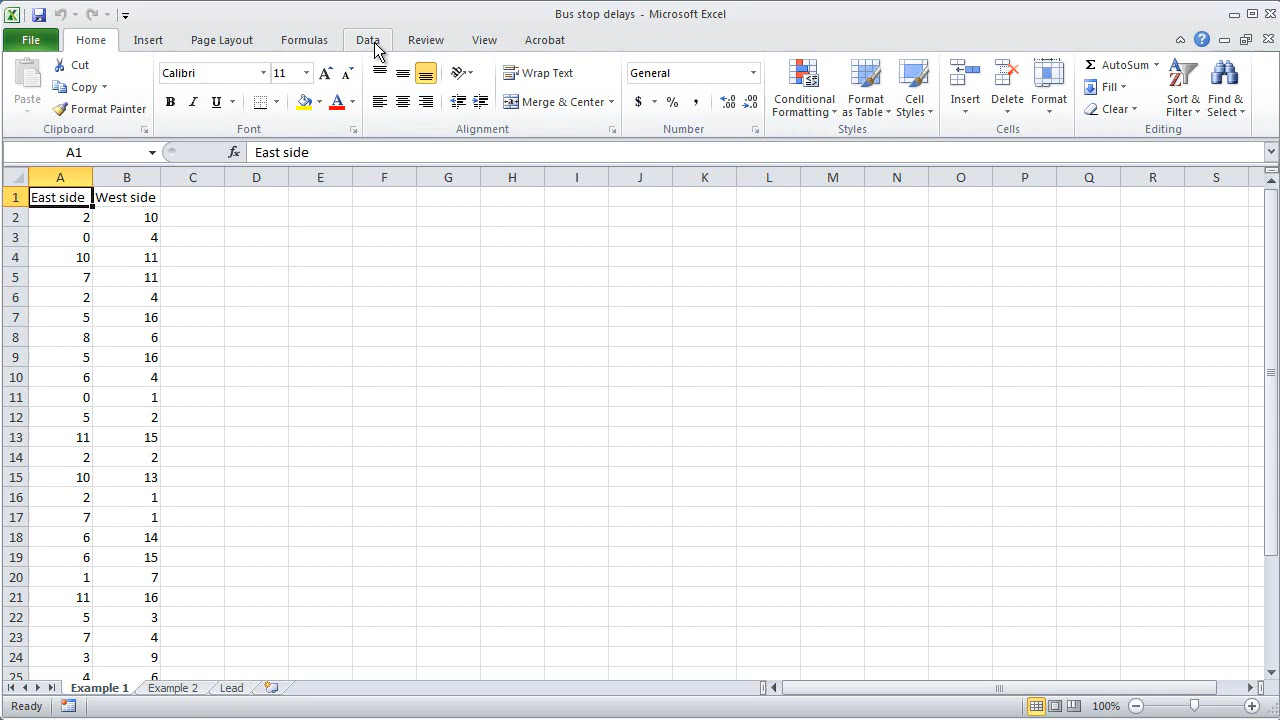 Bus stop delays - Microsoft Excel
File Home Insert Page Layout Formulas Data Review View Acrobat
Paste
Cut
Copy
Format Painter
Clipboard
Calibri 11
B I U
Font
Wrap Text
Merge & Center
Alignment
General
$ % ,
Number
Conditional Formatting
Format as Table
Cell Styles
Styles
Insert Delete Format
Cells
AutoSum
Fill
Clear
Sort & Filter
Find & Select
Editing
A1 fx East side
A B C D E F G H I J K L M N O P Q R S
1 East side West side
2 2 10
3 0 4
4 10 11
5 7 11
6 2 4
7 5 16
8 8 6
9 5 16
10 6 4
11 0 1
12 5 2
13 11 15
14 2 2
15 10 13
16 2 1
17 7 1
18 6 14
19 6 15
20 1 7
21 11 16
22 5 3
23 7 4
24 3 9
25 4 6
Example 1 Example 2 Lead
Ready 100%